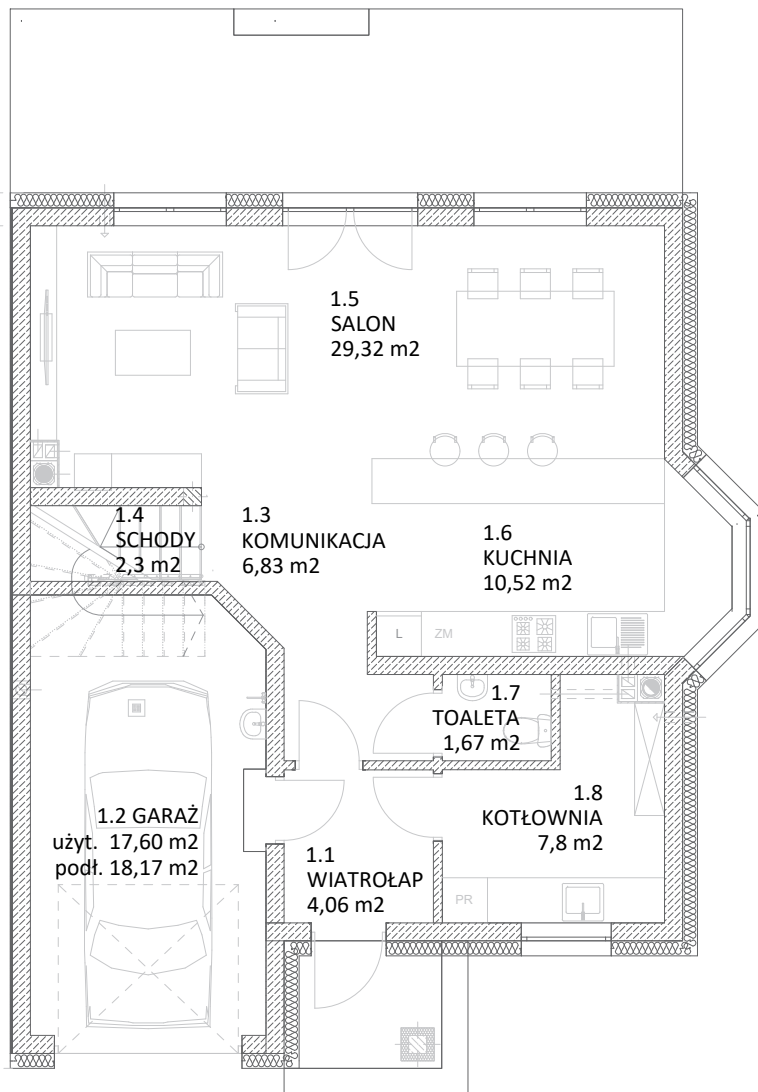 1.5
SALON
29,32 m2
1.4
SCHODY
2,3 m2
1.3
KOMUNIKACJA
6,83 m2
1.6
KUCHNIA
10,52 m2
L
ZM
1.7
TOALETA
1,67 m2
1.2 GARAŻ
użyt. 17,60 m2
podł. 18,17 m2
1.8
KOTŁOWNIA
7,8 m2
1.1
WIATROŁAP
4,06 m2
PR